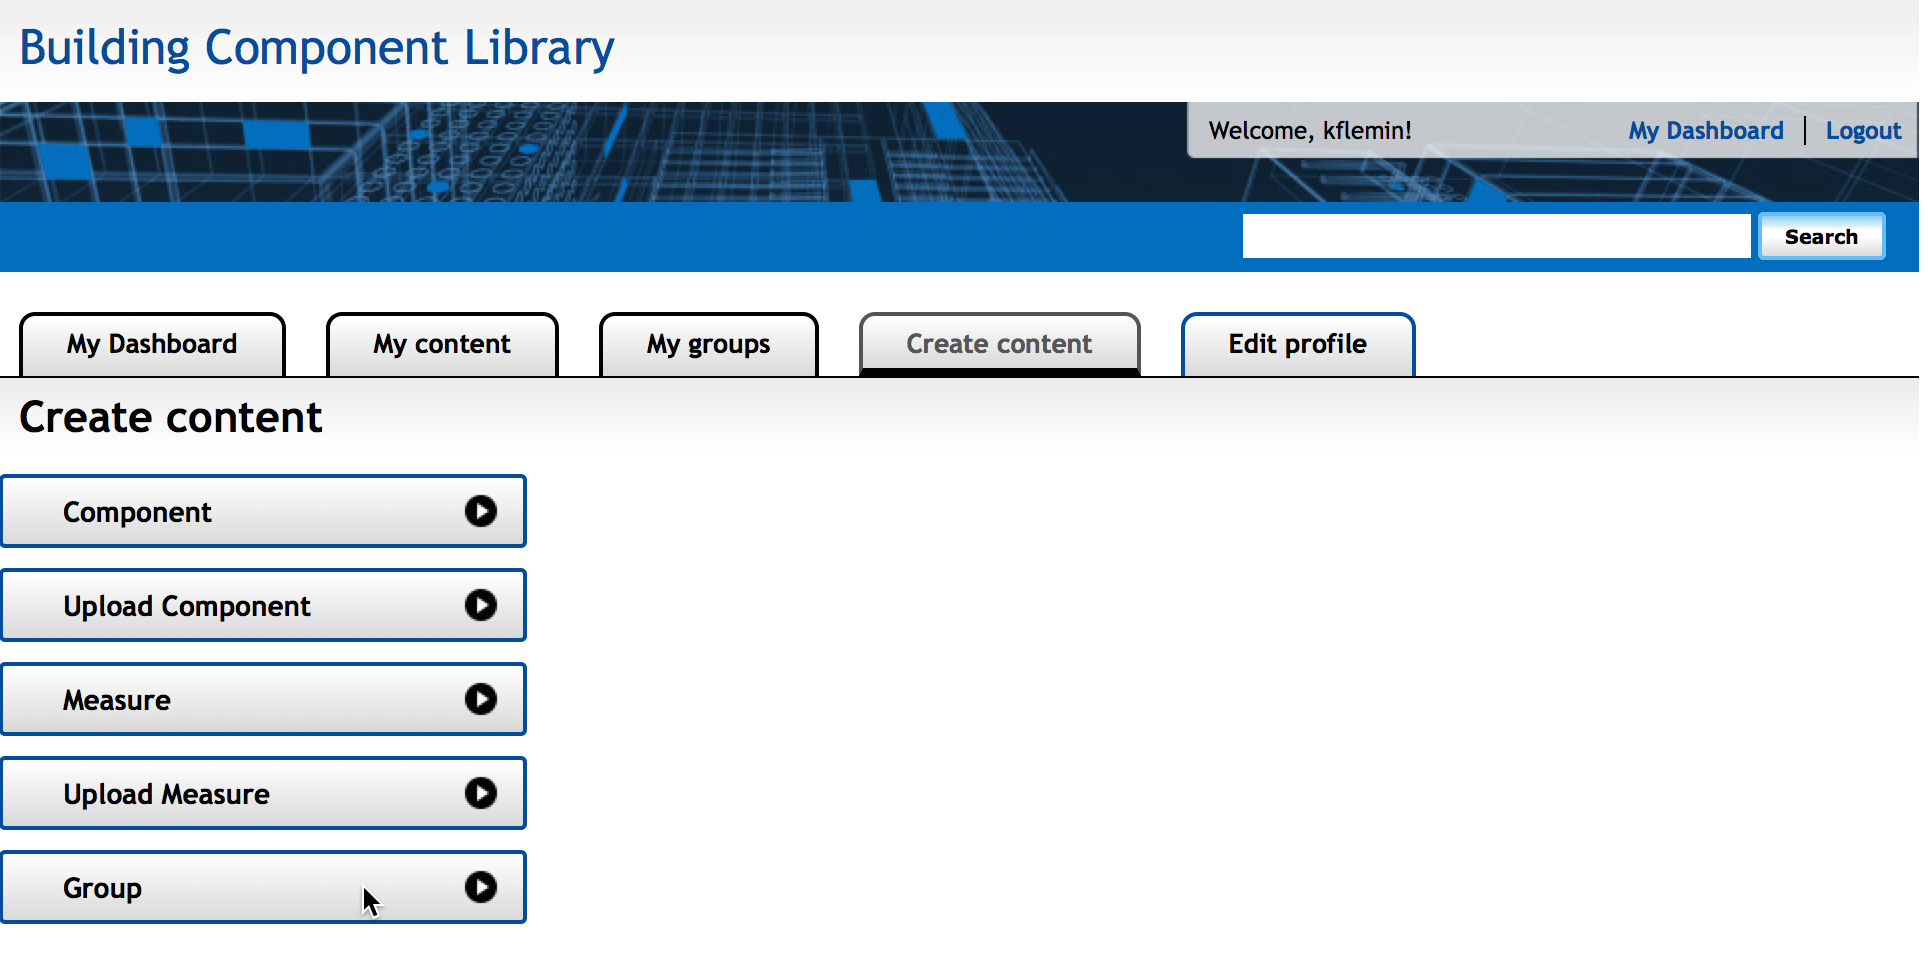 Building Component Library
Welcome, kflemin! My Dashboard | Logout
Search
My Dashboard My content My groups Create content Edit profile
Create content
Component
Upload Component
Measure
Upload Measure
Group